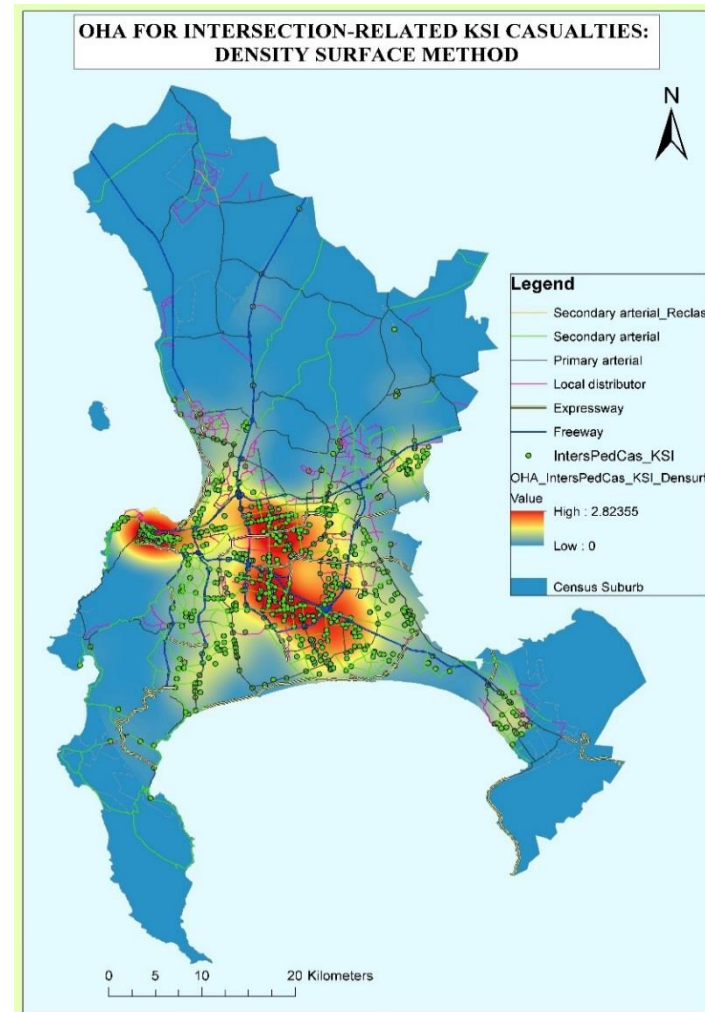 OHA FOR INTERSECTION-RELATED KSI CASUALTIES:
DENSITY SURFACE METHOD
N
Legend
Secondary arterial_Reclas
Secondary arterial
Primary arterial
Local distributor
Expressway
Freeway
IntersPedCas_KSI
OHA_IntersPedCas_KSI_Densurf
Value
High : 2.82355
Low : 0
Census Suburb
0 5 10 20 Kilometers